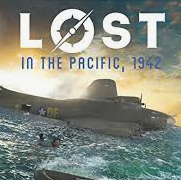 LOST
IN THE PACIFIC, 1942